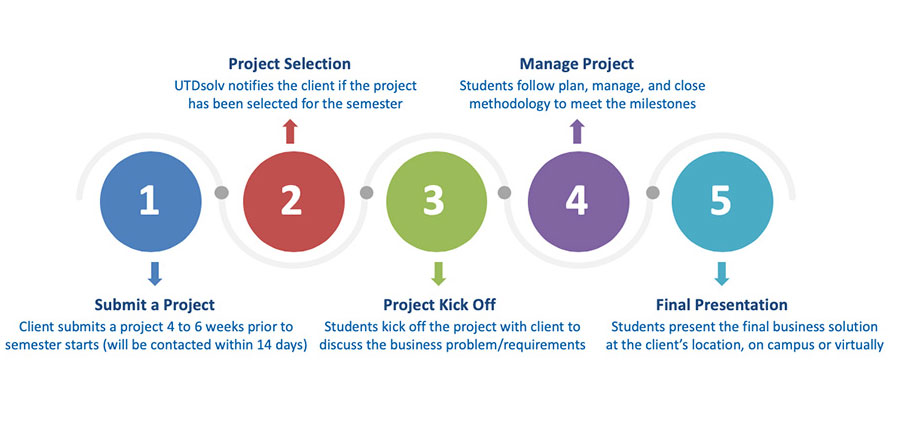 1
Submit a Project
Client submits a project 4 to 6 weeks prior to
semester starts (will be contacted within 14 days)
2
Project Selection
UTDsolv notifies the client if the project
has been selected for the semester
3
Project Kick Off
Students kick off the project with client to
discuss the business problem/requirements
4
Manage Project
Students follow plan, manage, and close
methodology to meet the milestones
5
Final Presentation
Students present the final business solution
at the client’s location, on campus or virtually